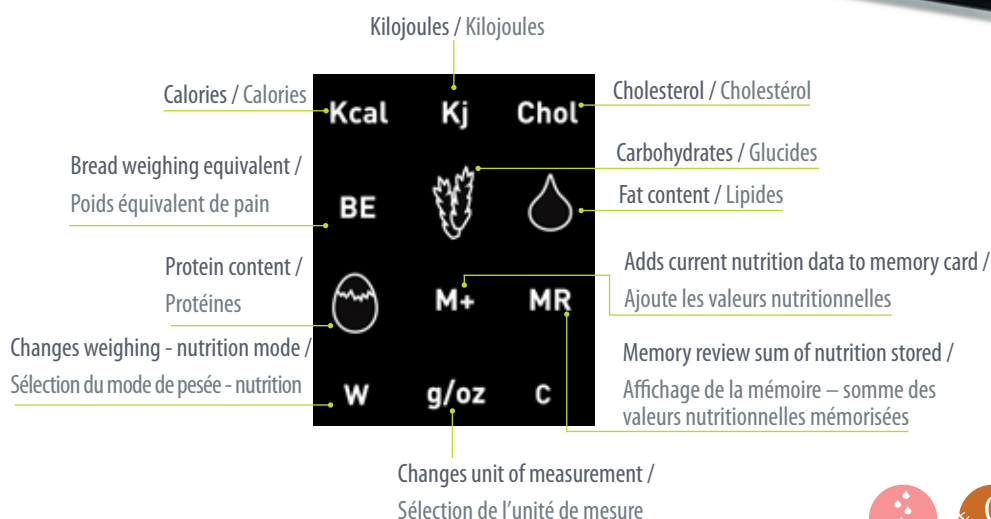 Kilojoules / Kilojoules
Calories / Calories
Cholesterol / Cholestérol
Kcal Kj Chol
Carbohydrates / Glucides
Bread weighing equivalent /
Poids équivalent de pain
Fat content / Lipides
BE
Protein content /
Protéines
Adds current nutrition data to memory card /
Ajoute les valeurs nutritionnelles
M+ MR
Changes weighing - nutrition mode /
Sélection du mode de pesée - nutrition
Memory review sum of nutrition stored /
Affichage de la mémoire – somme des
valeurs nutritionnelles mémorisées
W g/oz C
Changes unit of measurement /
Sélection de l’unité de mesure